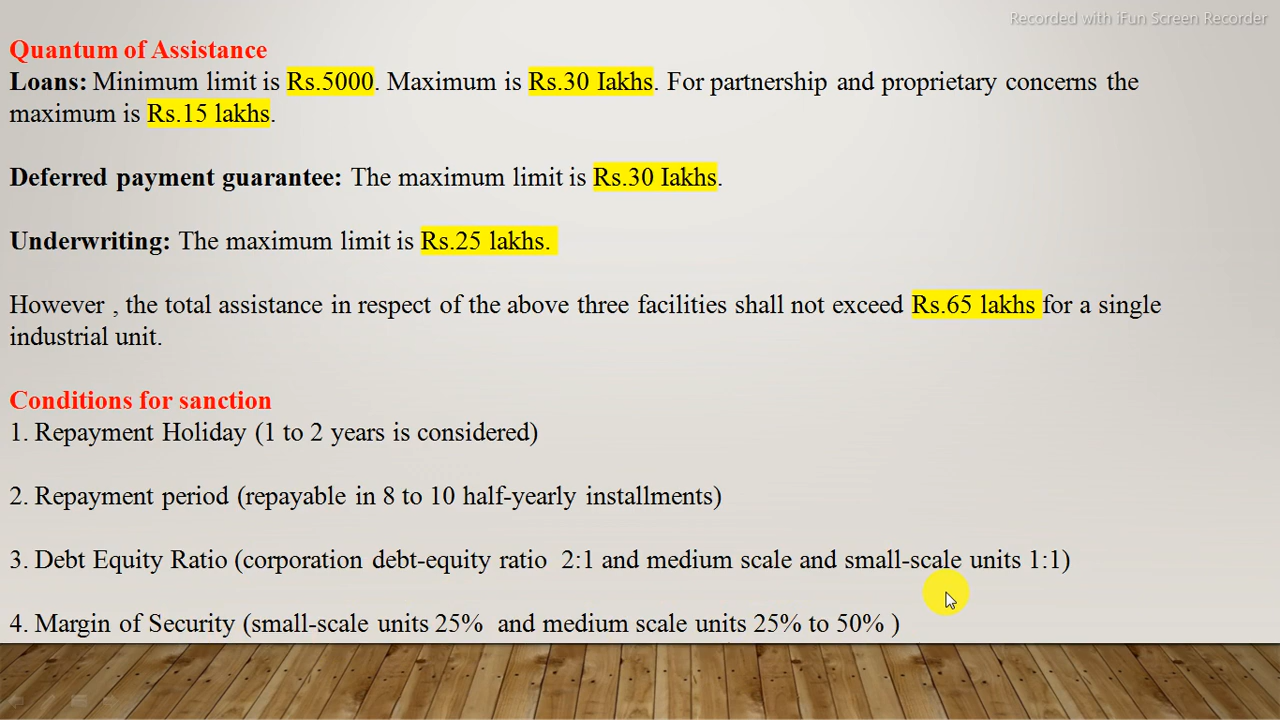 Recorded with iFun Screen Recorder
Quantum of Assistance
Loans: Minimum limit is Rs.5000. Maximum is Rs.30 Iakhs. For partnership and proprietary concerns the
maximum is Rs.15 lakhs.
Deferred payment guarantee: The maximum limit is Rs.30 Iakhs.
Underwriting: The maximum limit is Rs.25 lakhs.
However , the total assistance in respect of the above three facilities shall not exceed Rs.65 lakhs for a single
industrial unit.
Conditions for sanction
1. Repayment Holiday (1 to 2 years is considered)
2. Repayment period (repayable in 8 to 10 half-yearly installments)
3. Debt Equity Ratio (corporation debt-equity ratio 2:1 and medium scale and small-scale units 1:1)
4. Margin of Security (small-scale units 25% and medium scale units 25% to 50% )